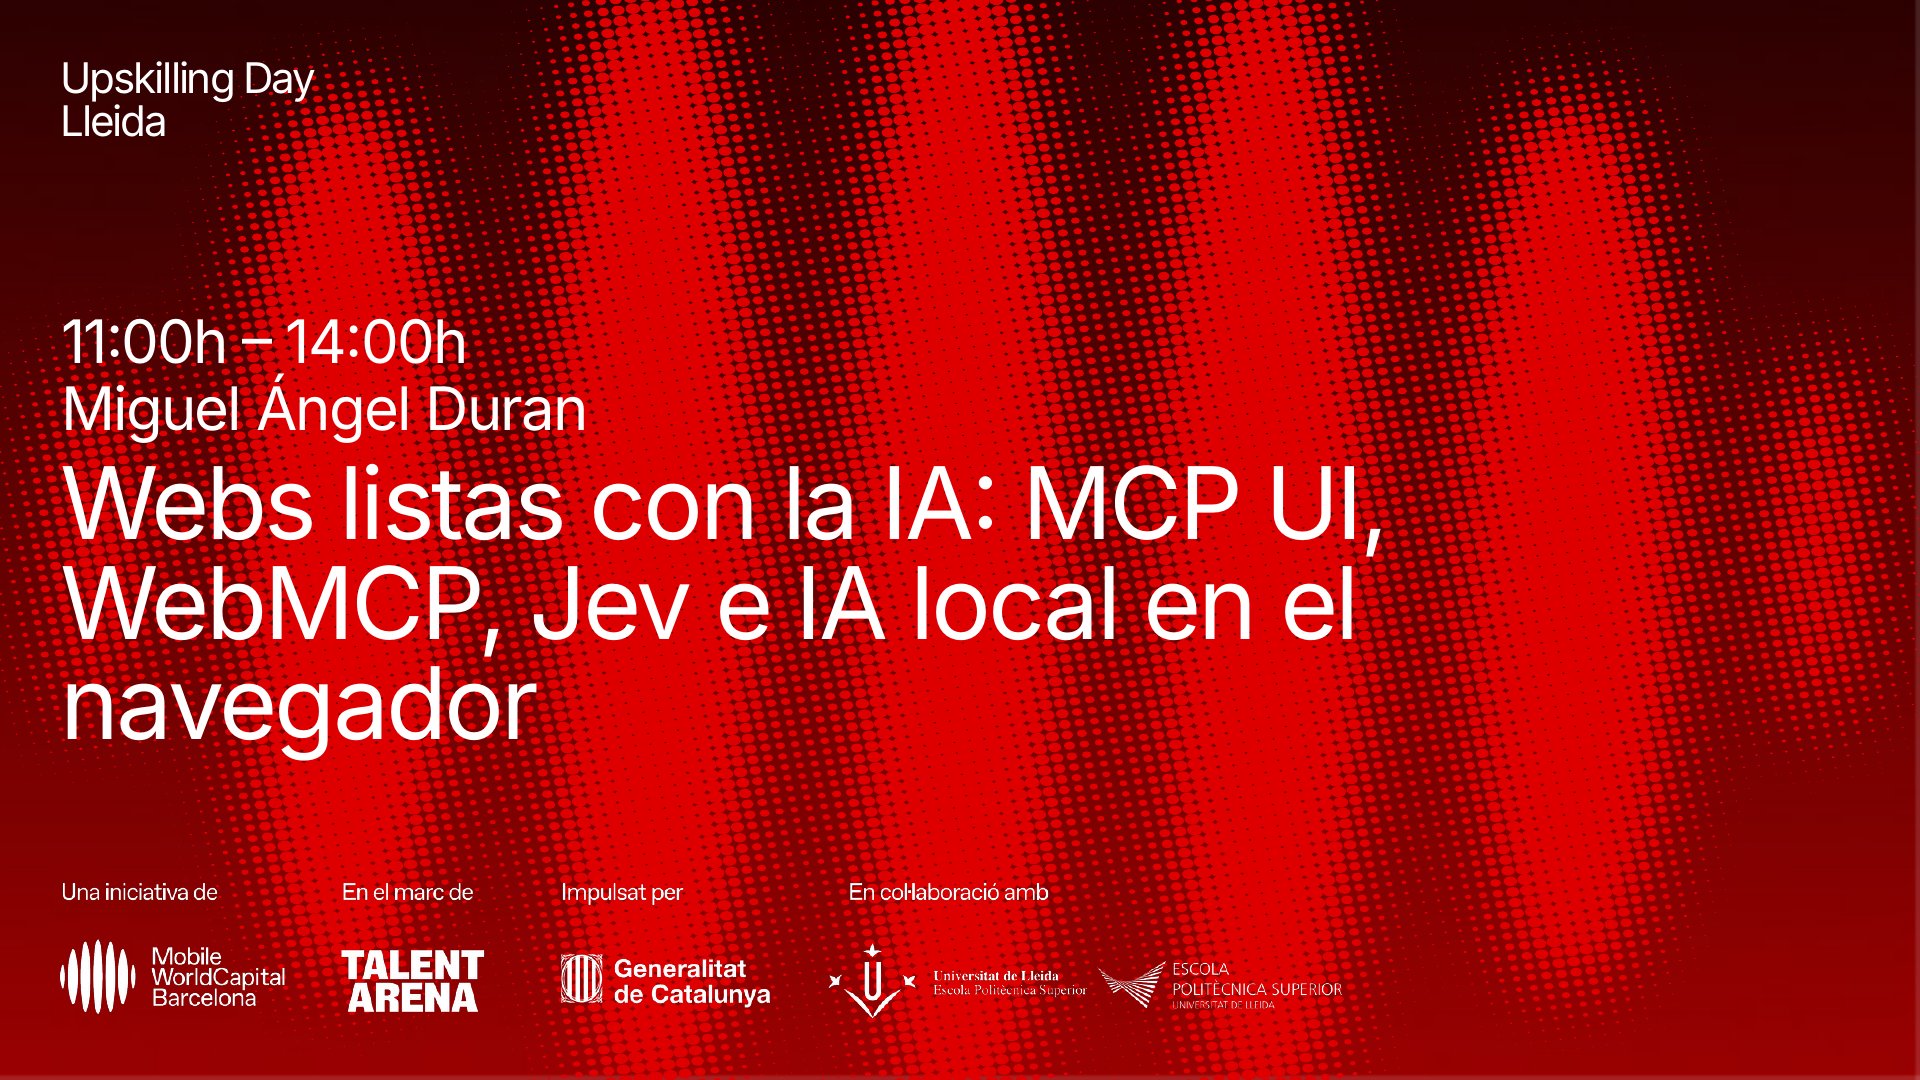 Upskilling Day
Lleida
11:00h – 14:00h
Miguel Ángel Duran
Webs listas con la IA: MCP UI,
WebMCP, Jev e IA local en el
navegador
Una iniciativa de
En el marc de
Impulsat per
En col·laboració amb
Mobile
WorldCapital
Barcelona
TALENT
ARENA
Generalitat
de Catalunya
U
Universitat de Lleida
Escola Politècnica Superior
ESCOLA
POLITÈCNICA SUPERIOR
UNIVERSITAT DE LLEIDA